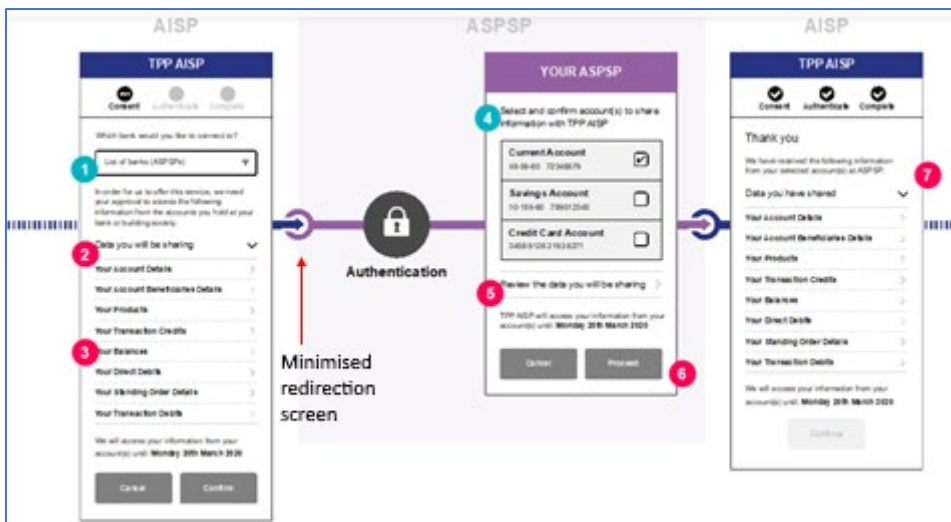 AISP
TPP AISP
Consent Authenticate Complete
Which bank would you like to connect to?
1
List of banks (ASPSPs)
In order for us to offer this service, we need
your approval to access the following
information from the accounts you hold at your
bank or building society.
2
Data you will be sharing
Your Account Details
Your Account Beneficiaries Details
Your Products
Your Transaction Credits
3
Your Balances
Your Direct Debits
Your Standing Order Details
Your Transaction Debits
We will access your information from your
account(s) until: Monday 20th March 2020
Cancel Confirm
ASPSP
Authentication
Minimised
redirection
screen
YOUR ASPSP
4
Select and confirm account(s) to share
information with TPP AISP
Current Account
Savings Account
Credit Card Account
5
Review the data you will be sharing
TPP AISP will access your information from your
account(s) until: Monday 20th March 2020
Cancel Proceed
6
AISP
TPP AISP
Consent Authenticate Complete
Thank you
We have received the following information
from your selected account(s) at ASPSP:
7
Data you have shared
Your Account Details
Your Account Beneficiaries Details
Your Products
Your Transaction Credits
Your Balances
Your Direct Debits
Your Standing Order Details
Your Transaction Debits
We will access your information from your
account(s) until: Monday 20th March 2020
Continue